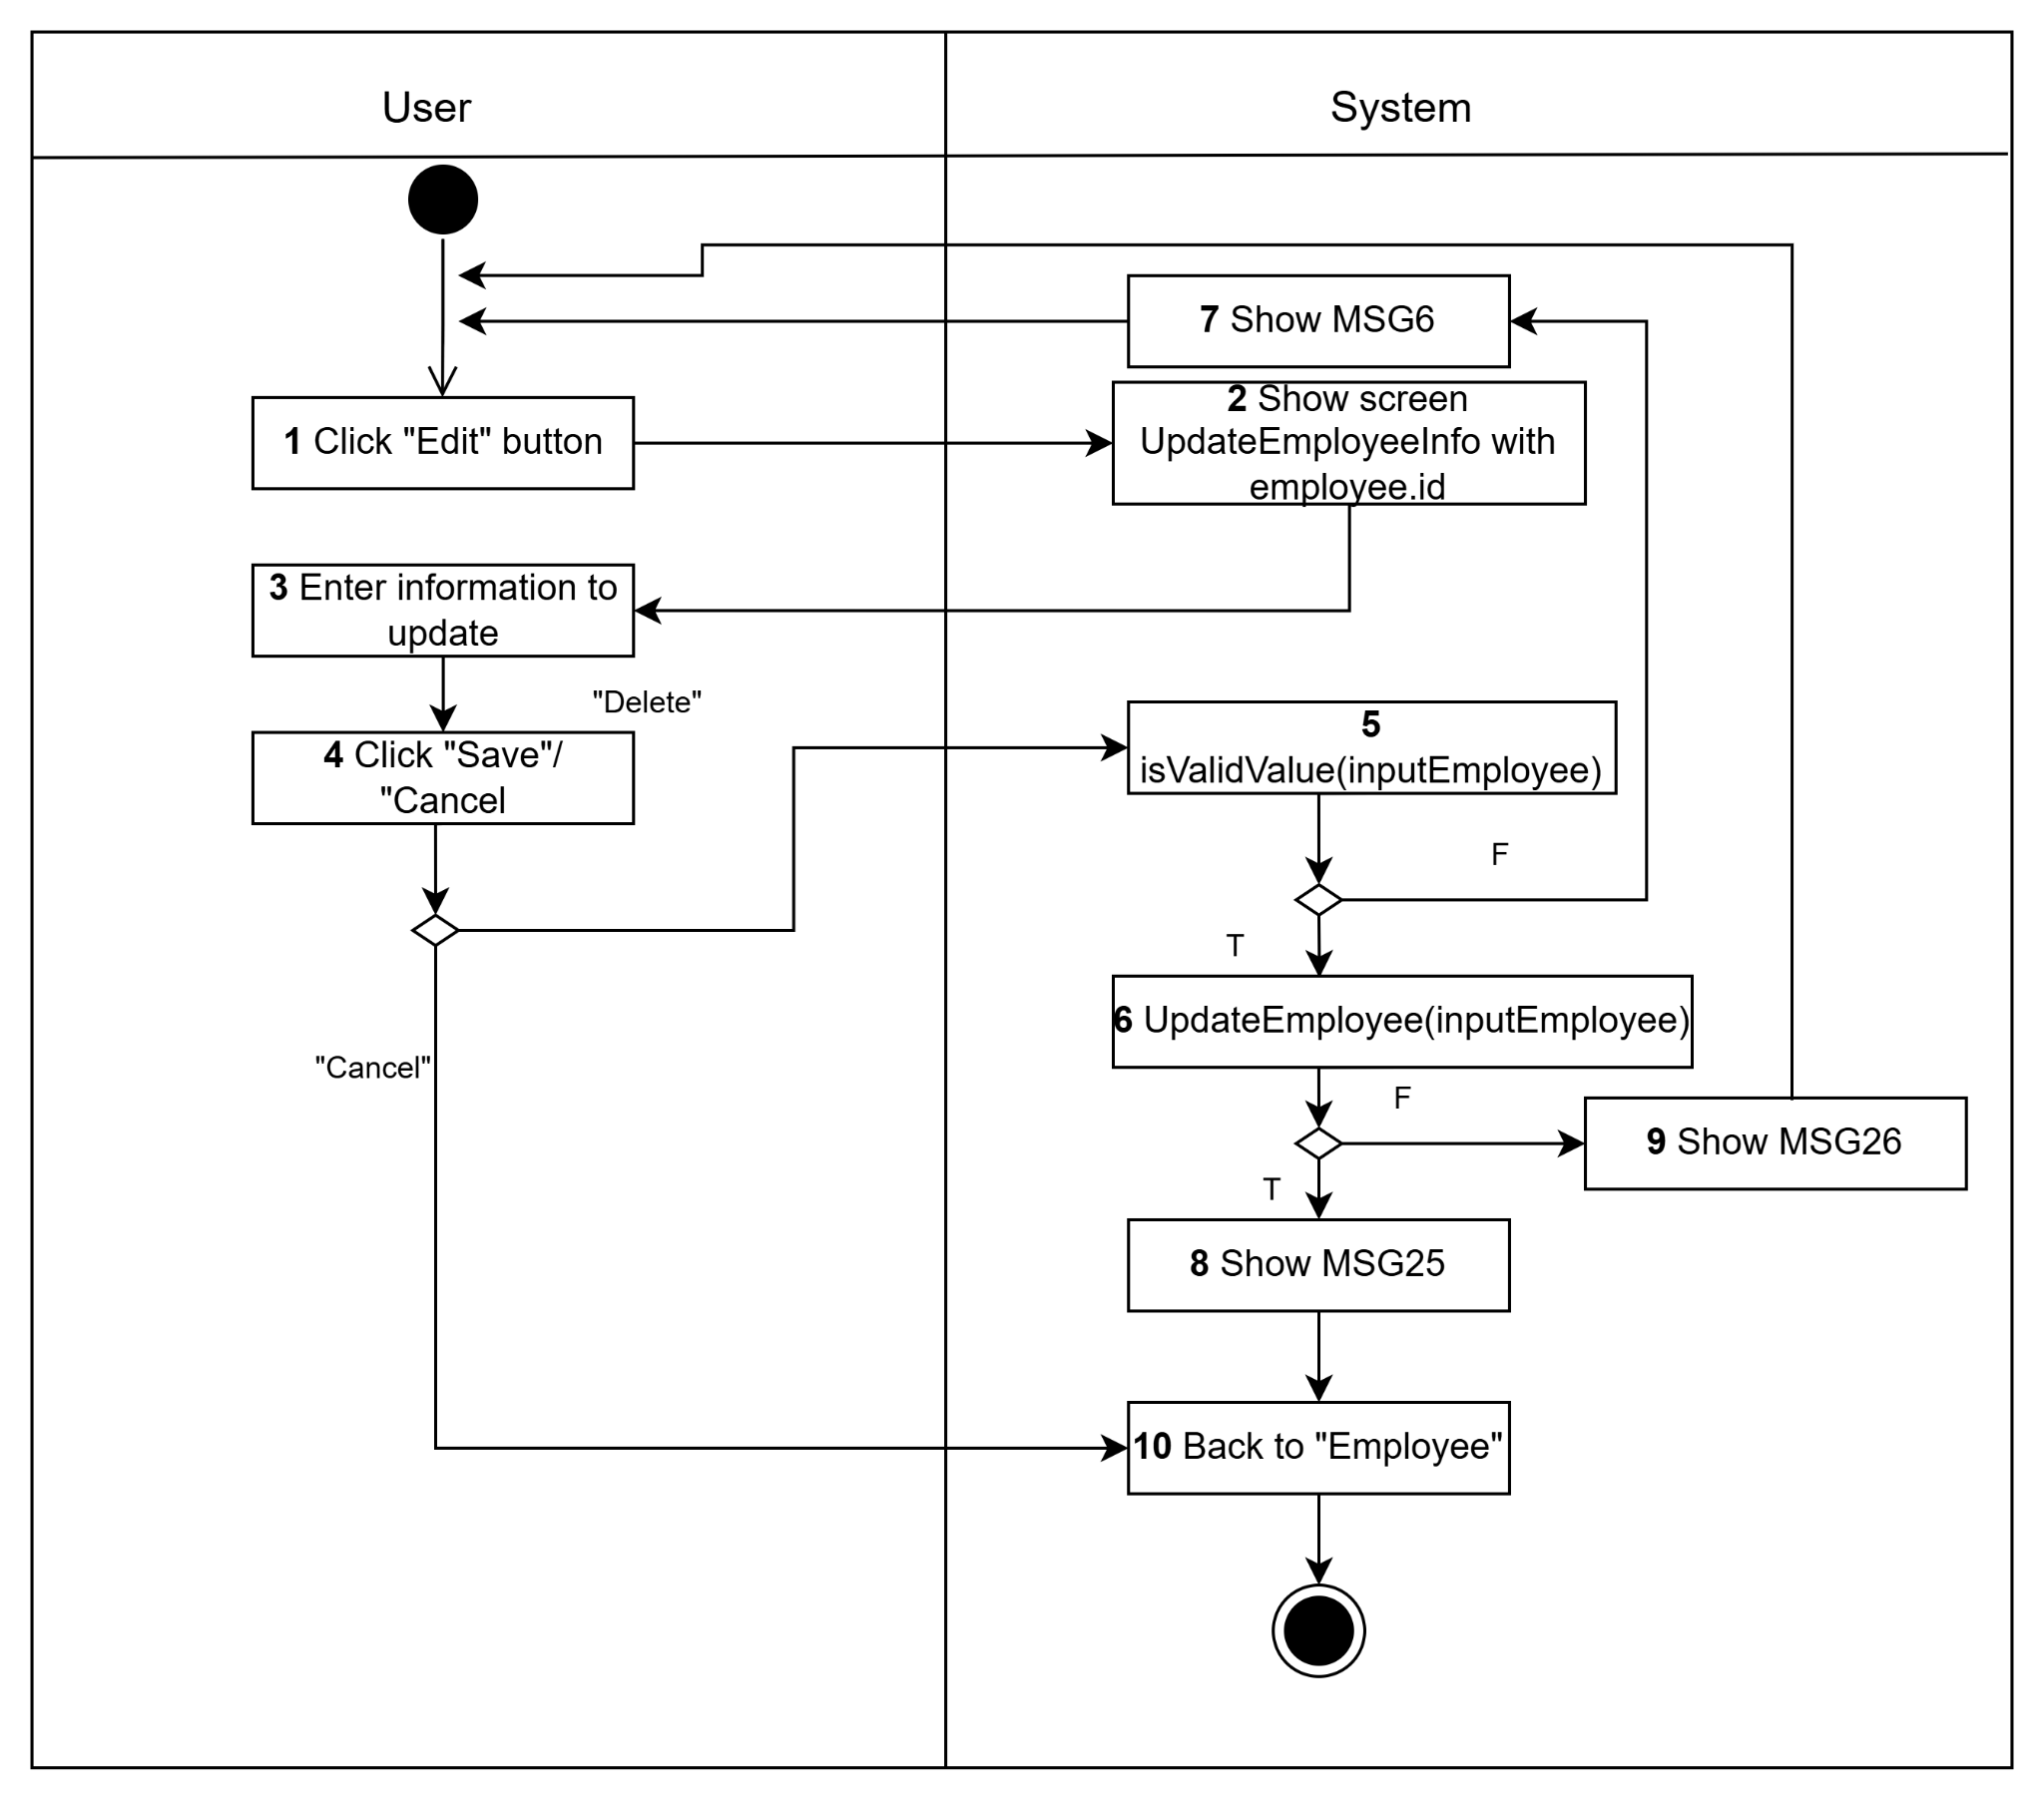 User
System
7 Show MSG6
1 Click "Edit" button
2 Show screen
UpdateEmployeeInfo with
employee.id
3 Enter information to
update
"Delete"
4 Click "Save"/
"Cancel
5
isValidValue(inputEmployee)
F
T
6 UpdateEmployee(inputEmployee)
"Cancel"
F
9 Show MSG26
T
8 Show MSG25
10 Back to "Employee"